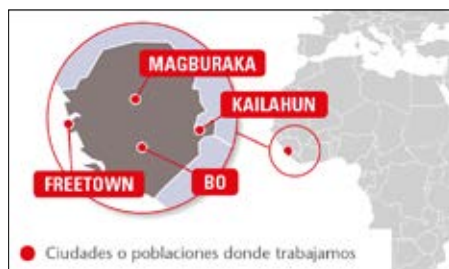 MAGBURAKA
KAILAHUN
FREETOWN
BO
Ciudades o poblaciones donde trabajamos